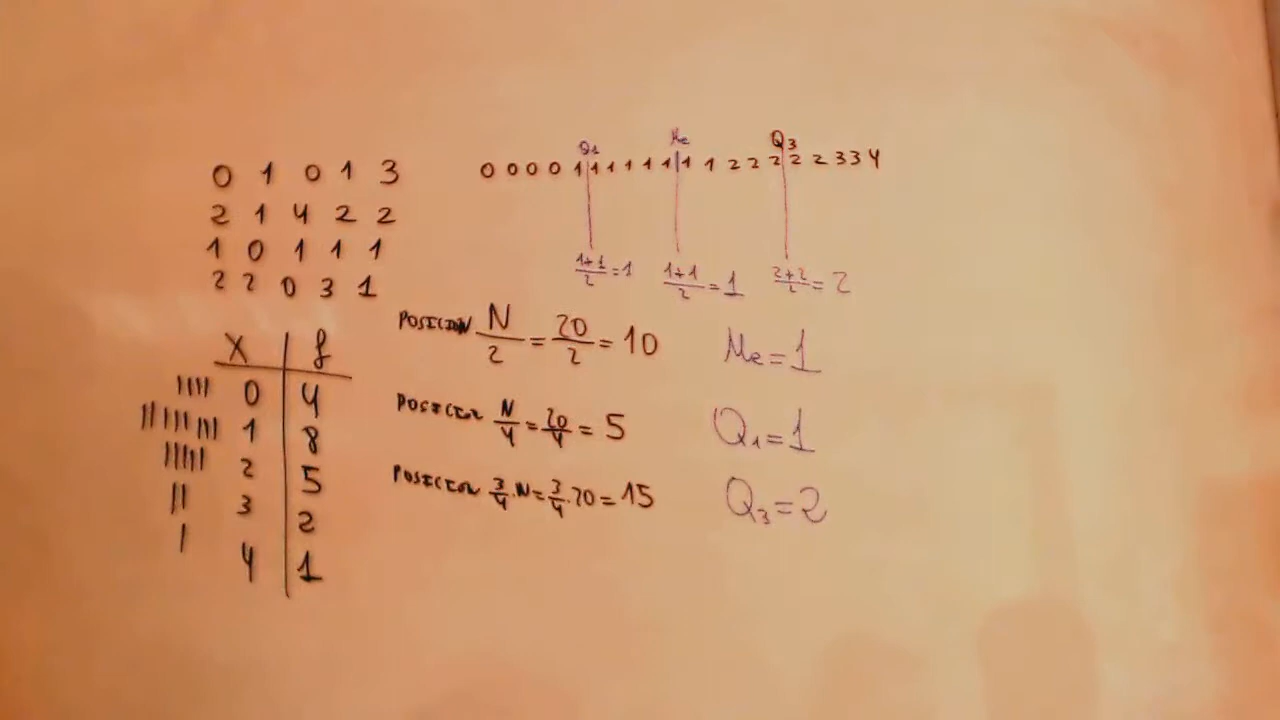 0 1 0 1 3
2 1 4 2 2
1 0 1 1 1
2 2 0 3 1
Q1 Me Q3
0 0 0 0 1 1 1 1 1 1 1 1 2 2 2 2 2 3 3 4
1+1/2=1 1+1/2=1 2+2/2=2
POSICION N/2=20/2=10 Me=1
POSICION N/4=20/4=5 Q1=1
POSICION 3/4·N=3/4·20=15 Q3=2
X f
0 4
1 8
2 5
3 2
4 1